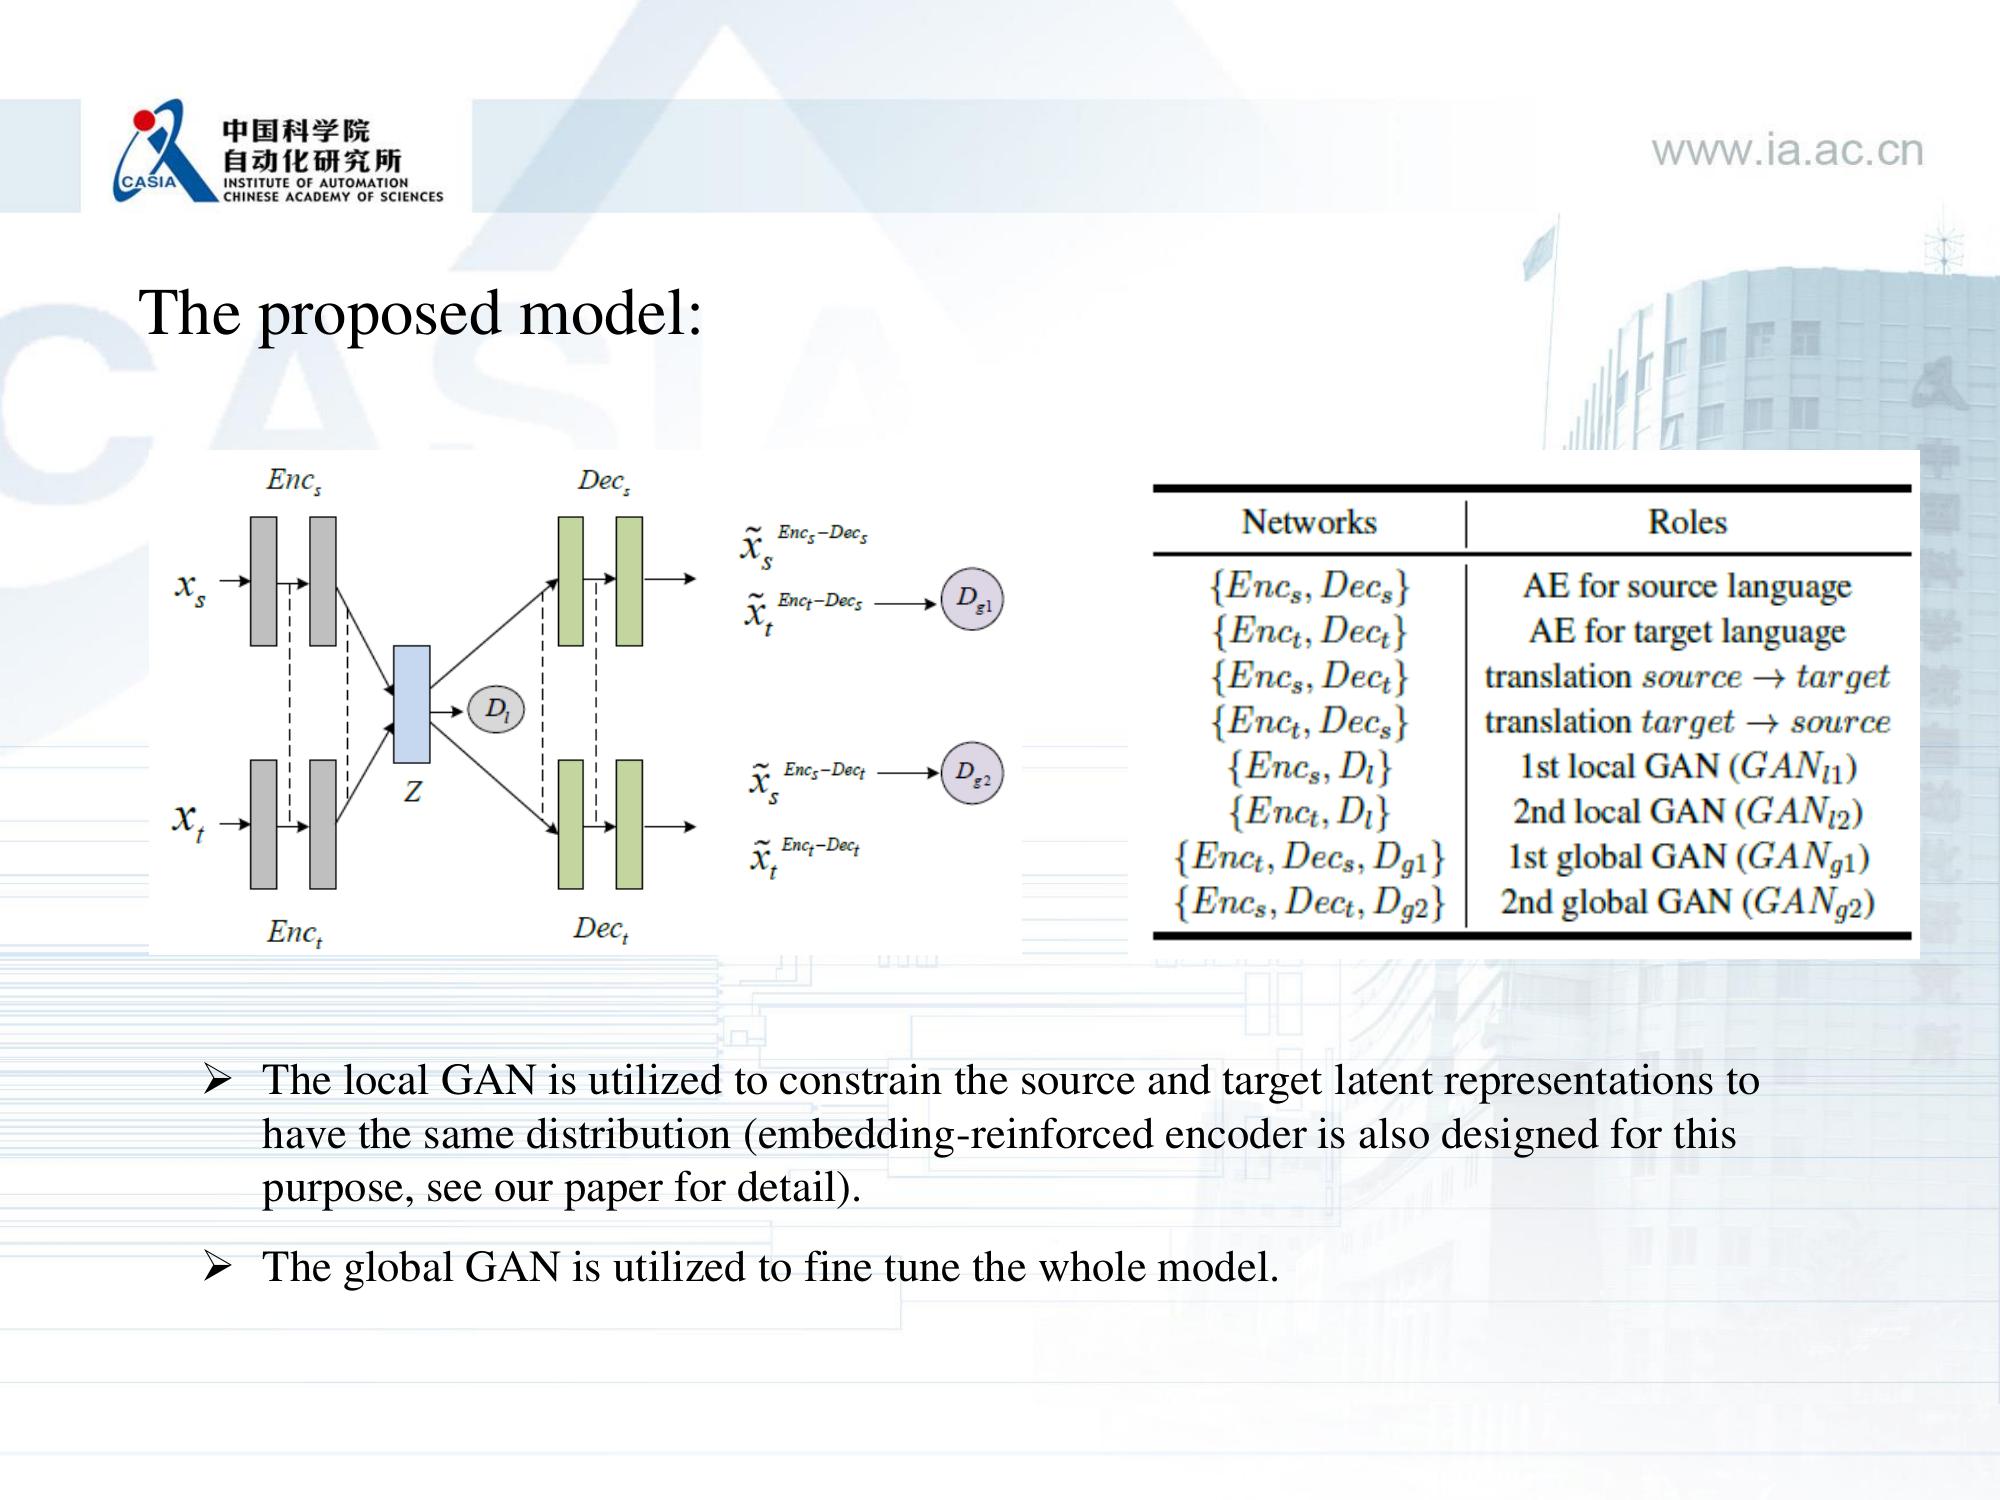 中国科学院
自动化研究所
CASIA
INSTITUTE OF AUTOMATION
CHINESE ACADEMY OF SCIENCES
www.ia.ac.cn
The proposed model:
Enc_s
Dec_s
x_s
x̃_s^{Enc_s–Dec_s}
x̃_t^{Enc_t–Dec_s}
D_{g1}
D_l
Z
x_t
x̃_s^{Enc_s–Dec_t}
D_{g2}
x̃_t^{Enc_t–Dec_t}
Enc_t
Dec_t
Networks Roles
{Enc_s, Dec_s} AE for source language
{Enc_t, Dec_t} AE for target language
{Enc_s, Dec_t} translation source → target
{Enc_t, Dec_s} translation target → source
{Enc_s, D_l} 1st local GAN (GAN_{l1})
{Enc_t, D_l} 2nd local GAN (GAN_{l2})
{Enc_t, Dec_s, D_{g1}} 1st global GAN (GAN_{g1})
{Enc_s, Dec_t, D_{g2}} 2nd global GAN (GAN_{g2})
➢ The local GAN is utilized to constrain the source and target latent representations to
have the same distribution (embedding-reinforced encoder is also designed for this
purpose, see our paper for detail).
➢ The global GAN is utilized to fine tune the whole model.